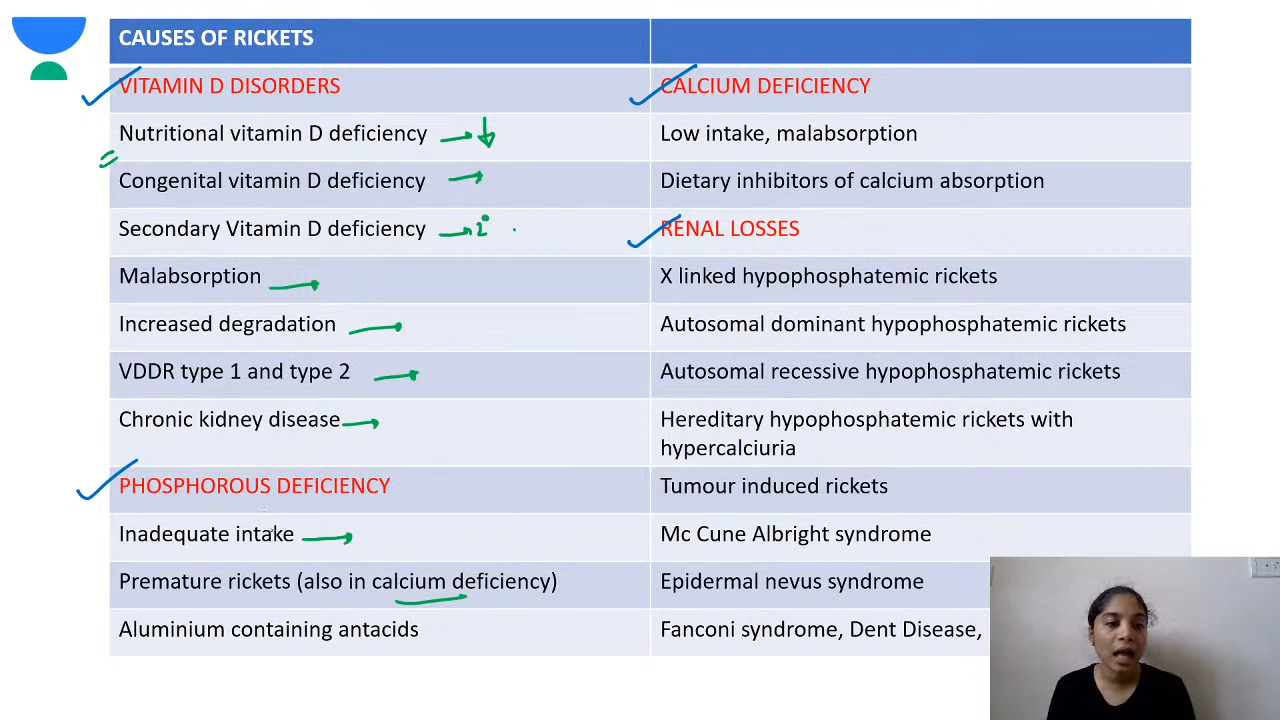 CAUSES OF RICKETS
VITAMIN D DISORDERS
CALCIUM DEFICIENCY
Nutritional vitamin D deficiency
Low intake, malabsorption
Congenital vitamin D deficiency
Dietary inhibitors of calcium absorption
Secondary Vitamin D deficiency 2°
RENAL LOSSES
Malabsorption
X linked hypophosphatemic rickets
Increased degradation
Autosomal dominant hypophosphatemic rickets
VDDR type 1 and type 2
Autosomal recessive hypophosphatemic rickets
Chronic kidney disease
Hereditary hypophosphatemic rickets with
hypercalciuria
PHOSPHOROUS DEFICIENCY
Tumour induced rickets
Inadequate intake
Mc Cune Albright syndrome
Premature rickets (also in calcium deficiency)
Epidermal nevus syndrome
Aluminium containing antacids
Fanconi syndrome, Dent Disease,